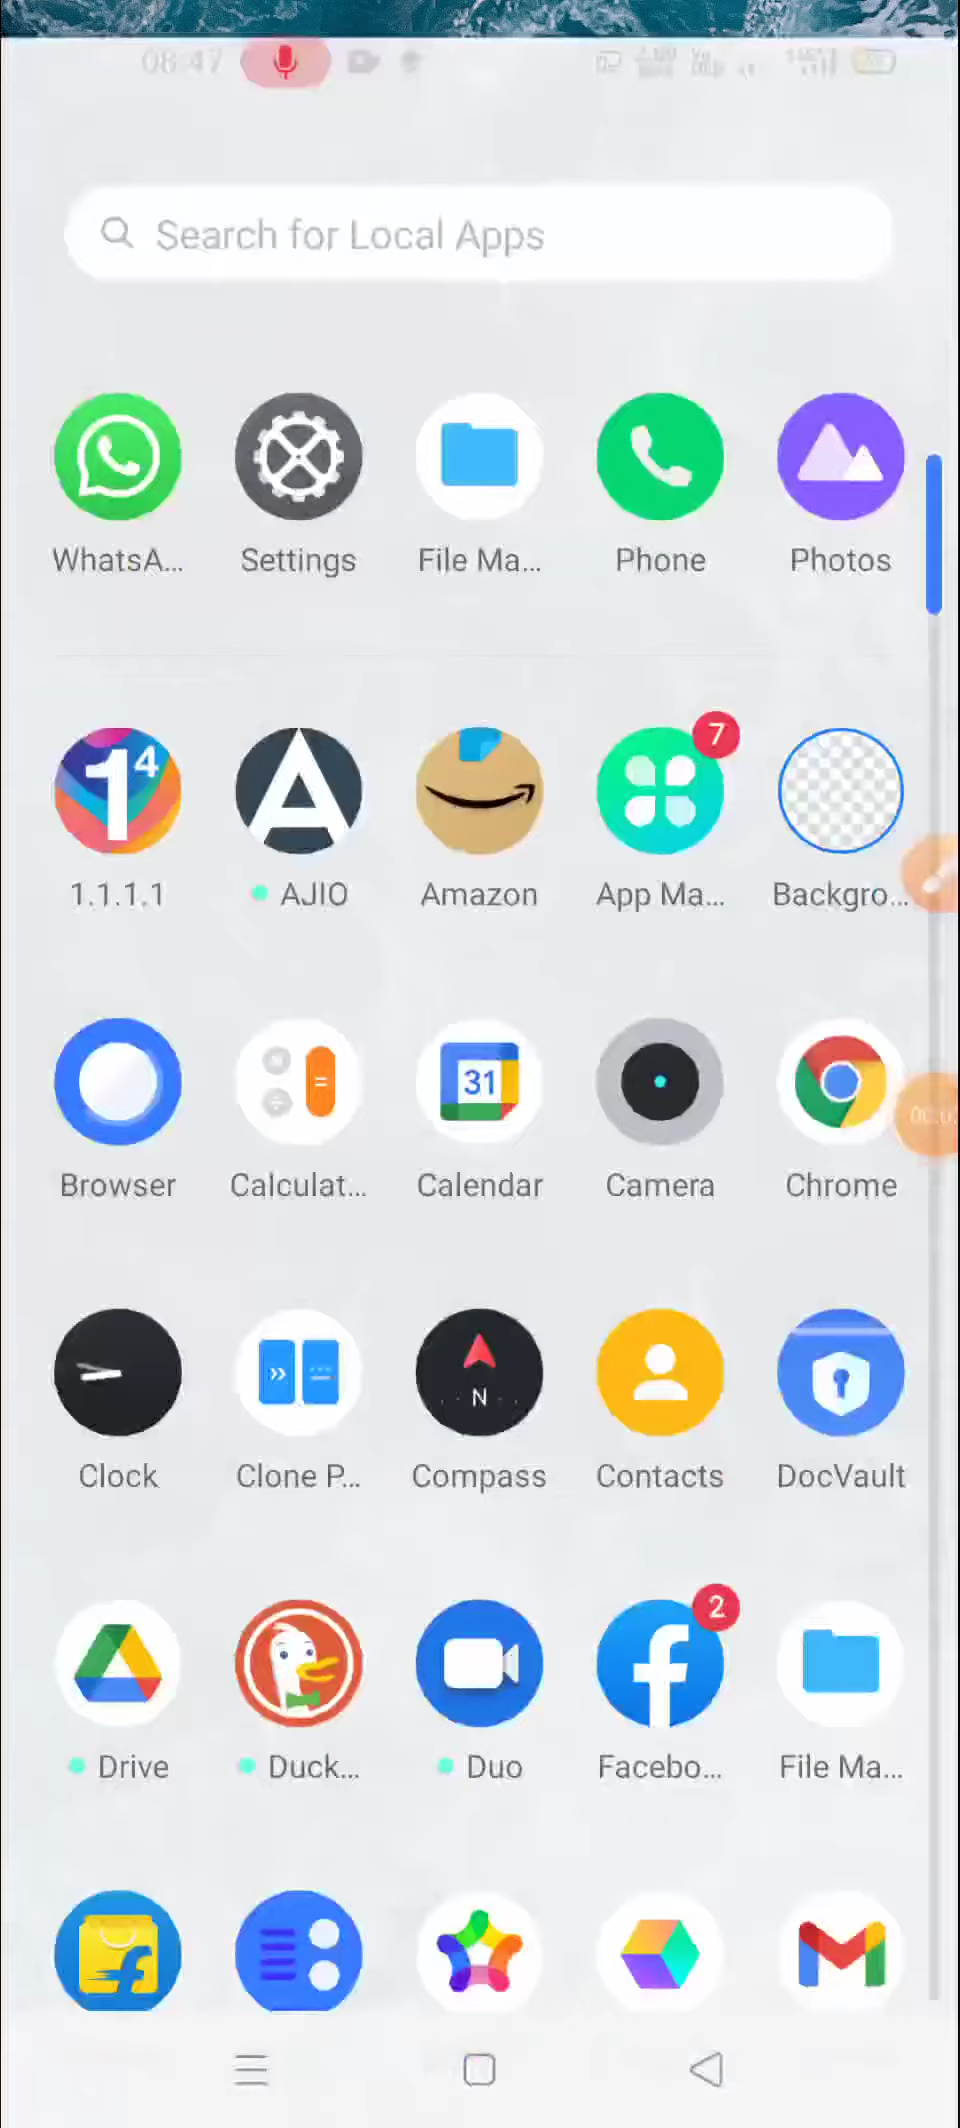 08:47
Search for Local Apps
WhatsA...
Settings
File Ma...
Phone
Photos
1⁴
A
7
1.1.1.1
AJIO
Amazon
App Ma...
Backgro...
31
Browser
Calculat...
Calendar
Camera
Chrome
N
Clock
Clone P...
Compass
Contacts
DocVault
2
Drive
Duck...
Duo
Facebo...
File Ma...